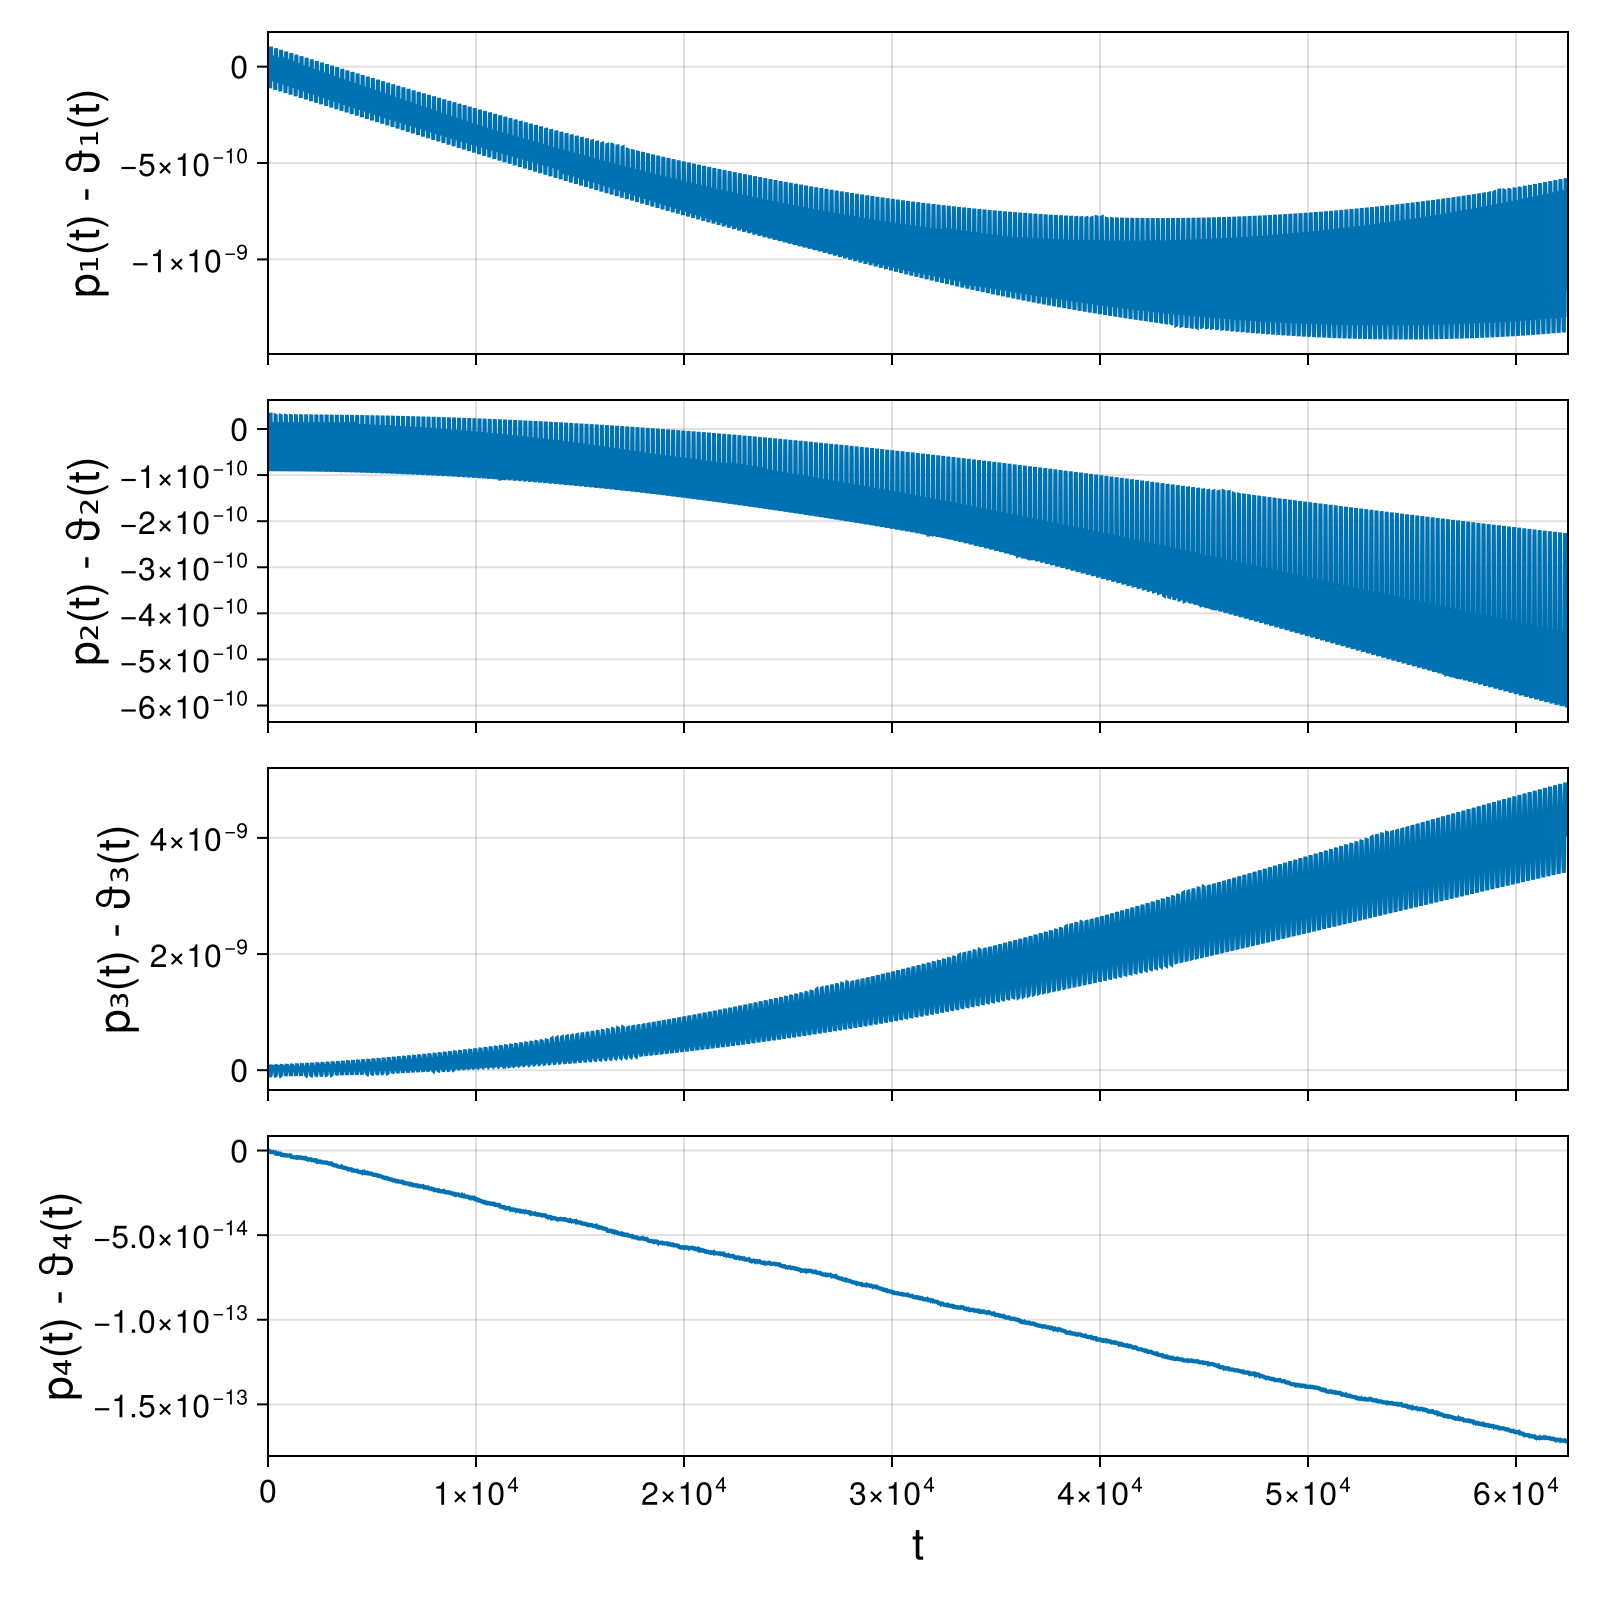 p₁(t) - ϑ₁(t)
0
−5×10⁻¹⁰
−1×10⁻⁹
p₂(t) - ϑ₂(t)
0
−1×10⁻¹⁰
−2×10⁻¹⁰
−3×10⁻¹⁰
−4×10⁻¹⁰
−5×10⁻¹⁰
−6×10⁻¹⁰
p₃(t) - ϑ₃(t)
4×10⁻⁹
2×10⁻⁹
0
p₄(t) - ϑ₄(t)
0
−5.0×10⁻¹⁴
−1.0×10⁻¹³
−1.5×10⁻¹³
0 1×10⁴ 2×10⁴ 3×10⁴ 4×10⁴ 5×10⁴ 6×10⁴
t